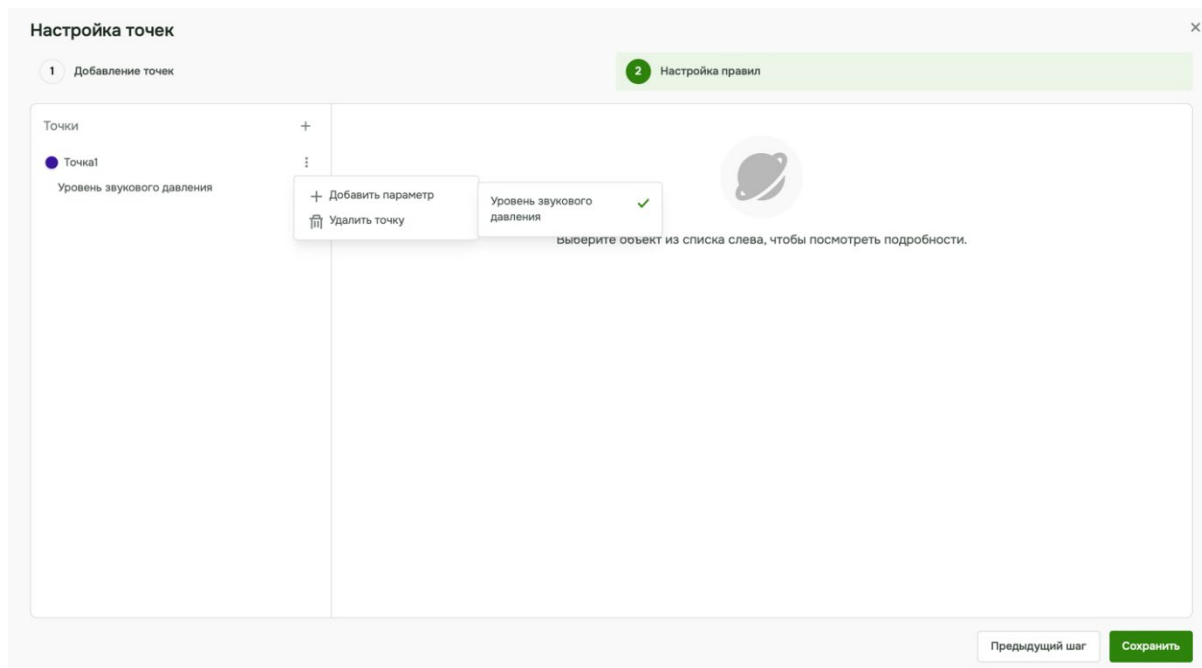 Настройка точек
1 Добавление точек
2 Настройка правил
Точки
Точка1
Уровень звукового давления
Добавить параметр
Удалить точку
Уровень звукового
давления
Выберите объект из списка слева, чтобы посмотреть подробности.
Предыдущий шаг
Сохранить